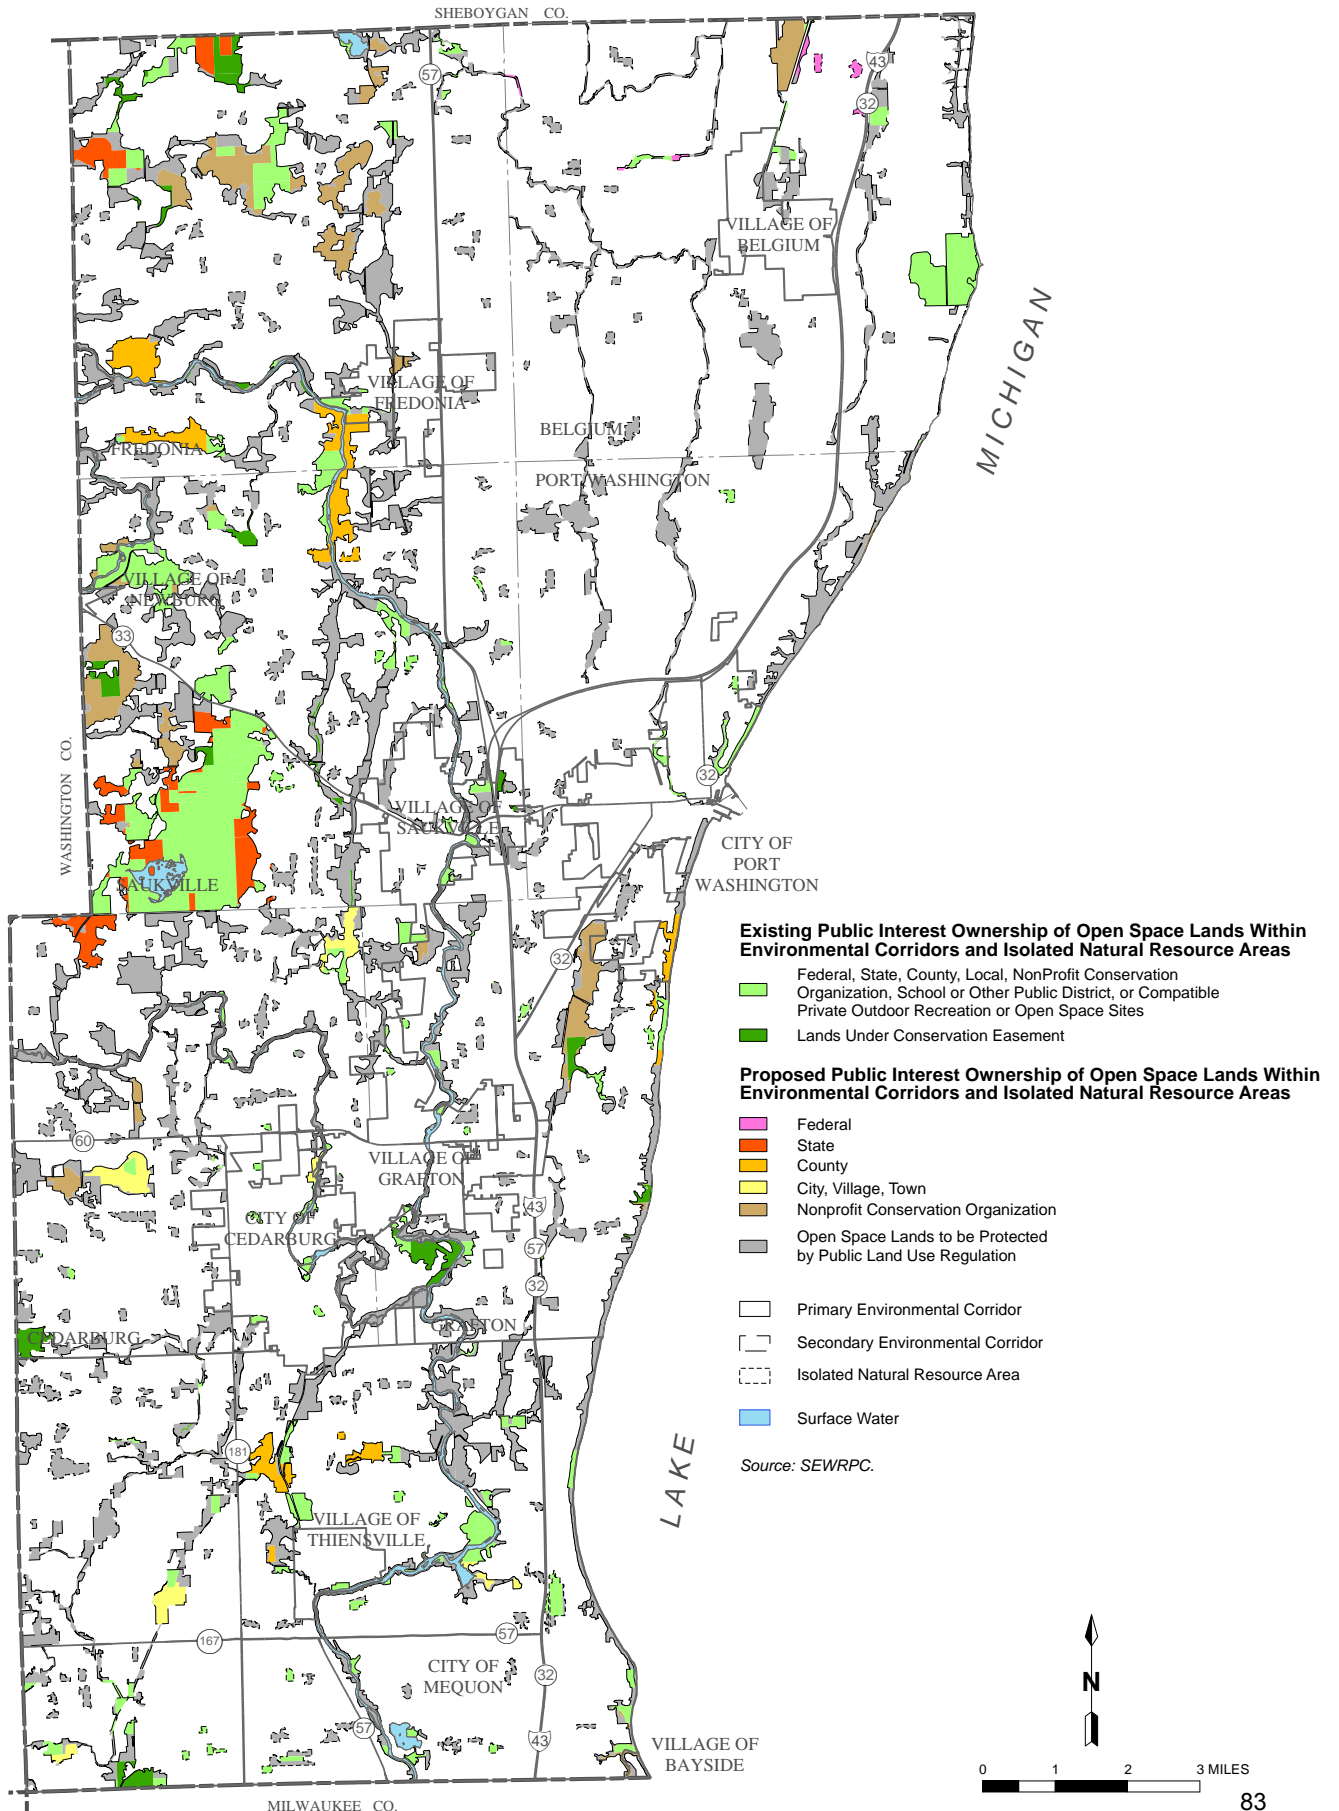 SHEBOYGAN CO.
57
43
32
VILLAGE OF
BELGIUM
MICHIGAN
VILLAGE OF
FREDONIA
FREDONIA
BELGIUM
PORT WASHINGTON
VILLAGE OF
NEWBURG
33
WASHINGTON CO.
32
VILLAGE OF
SAUKVILLE
CITY OF
PORT
WASHINGTON
SAUKVILLE
32
Existing Public Interest Ownership of Open Space Lands Within
Environmental Corridors and Isolated Natural Resource Areas
Federal, State, County, Local, NonProfit Conservation
Organization, School or Other Public District, or Compatible
Private Outdoor Recreation or Open Space Sites
Lands Under Conservation Easement
Proposed Public Interest Ownership of Open Space Lands Within
Environmental Corridors and Isolated Natural Resource Areas
Federal
State
County
City, Village, Town
Nonprofit Conservation Organization
Open Space Lands to be Protected
by Public Land Use Regulation
Primary Environmental Corridor
Secondary Environmental Corridor
Isolated Natural Resource Area
Surface Water
Source: SEWRPC.
60
VILLAGE OF
GRAFTON
43
CITY OF
CEDARBURG
57
32
CEDARBURG
GRAFTON
181
LAKE
VILLAGE OF
THIENSVILLE
167
57
CITY OF
MEQUON
32
57
43
VILLAGE OF
BAYSIDE
N
0 1 2 3 MILES
MILWAUKEE CO.
83